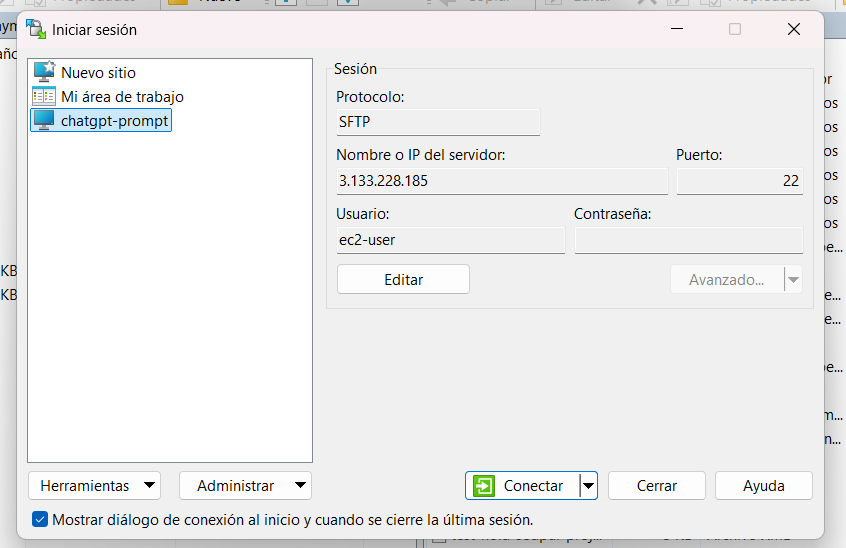 Iniciar sesión
Nuevo sitio
Mi área de trabajo
chatgpt-prompt
Sesión
Protocolo:
SFTP
Nombre o IP del servidor:
Puerto:
3.133.228.185
22
Usuario:
Contraseña:
ec2-user
Editar
Avanzado...
Herramientas
Administrar
Conectar
Cerrar
Ayuda
Mostrar diálogo de conexión al inicio y cuando se cierre la última sesión.
KB
KB